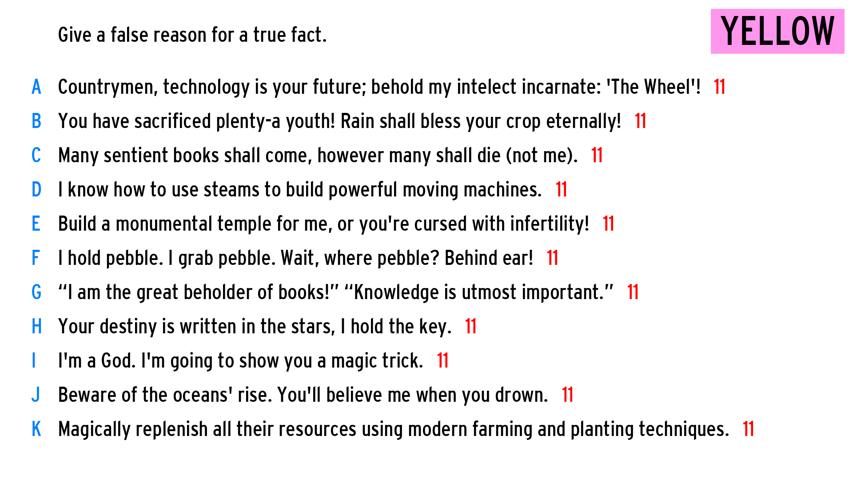 Give a false reason for a true fact.
YELLOW
A Countrymen, technology is your future; behold my intelect incarnate: 'The Wheel'! 11
B You have sacrificed plenty-a youth! Rain shall bless your crop eternally! 11
C Many sentient books shall come, however many shall die (not me). 11
D I know how to use steams to build powerful moving machines. 11
E Build a monumental temple for me, or you're cursed with infertility! 11
F I hold pebble. I grab pebble. Wait, where pebble? Behind ear! 11
G “I am the great beholder of books!” “Knowledge is utmost important.” 11
H Your destiny is written in the stars, I hold the key. 11
I I'm a God. I'm going to show you a magic trick. 11
J Beware of the oceans' rise. You'll believe me when you drown. 11
K Magically replenish all their resources using modern farming and planting techniques. 11